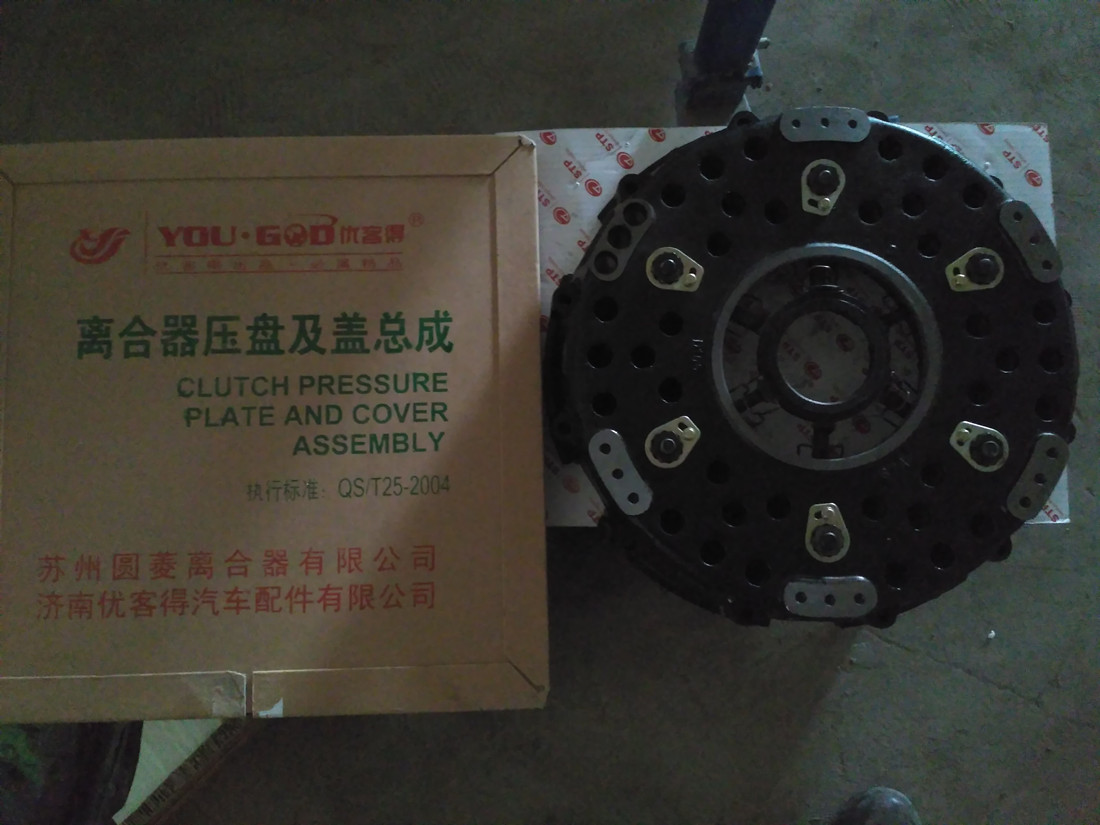 YOU·GOD优客得®
离合器压盘及盖总成
CLUTCH PRESSURE
PLATE AND COVER
ASSEMBLY
执行标准: QS/T25-2004
苏州圆菱离合器有限公司
济南优客得汽车配件有限公司
STP